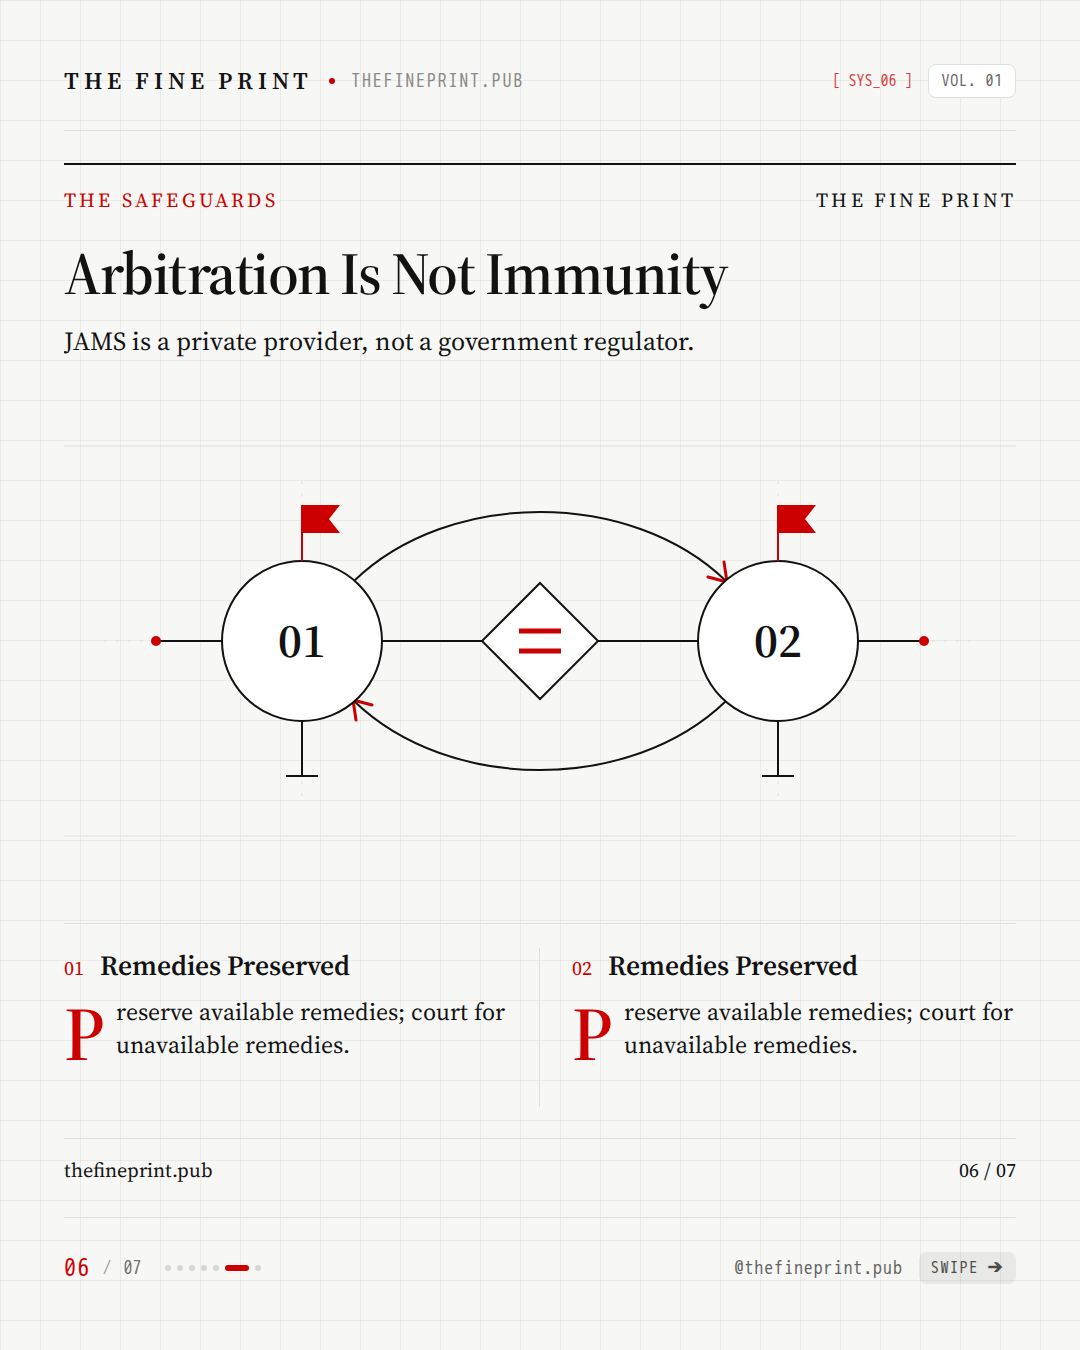 THE FINE PRINT • THEFINEPRINT.PUB
[ SYS_06 ] VOL. 01
THE SAFEGUARDS
THE FINE PRINT
Arbitration Is Not Immunity
JAMS is a private provider, not a government regulator.
01
=
02
01 Remedies Preserved
Preserve available remedies; court for
unavailable remedies.
02 Remedies Preserved
Preserve available remedies; court for
unavailable remedies.
thefineprint.pub
06 / 07
06 / 07
@thefineprint.pub
SWIPE ➔